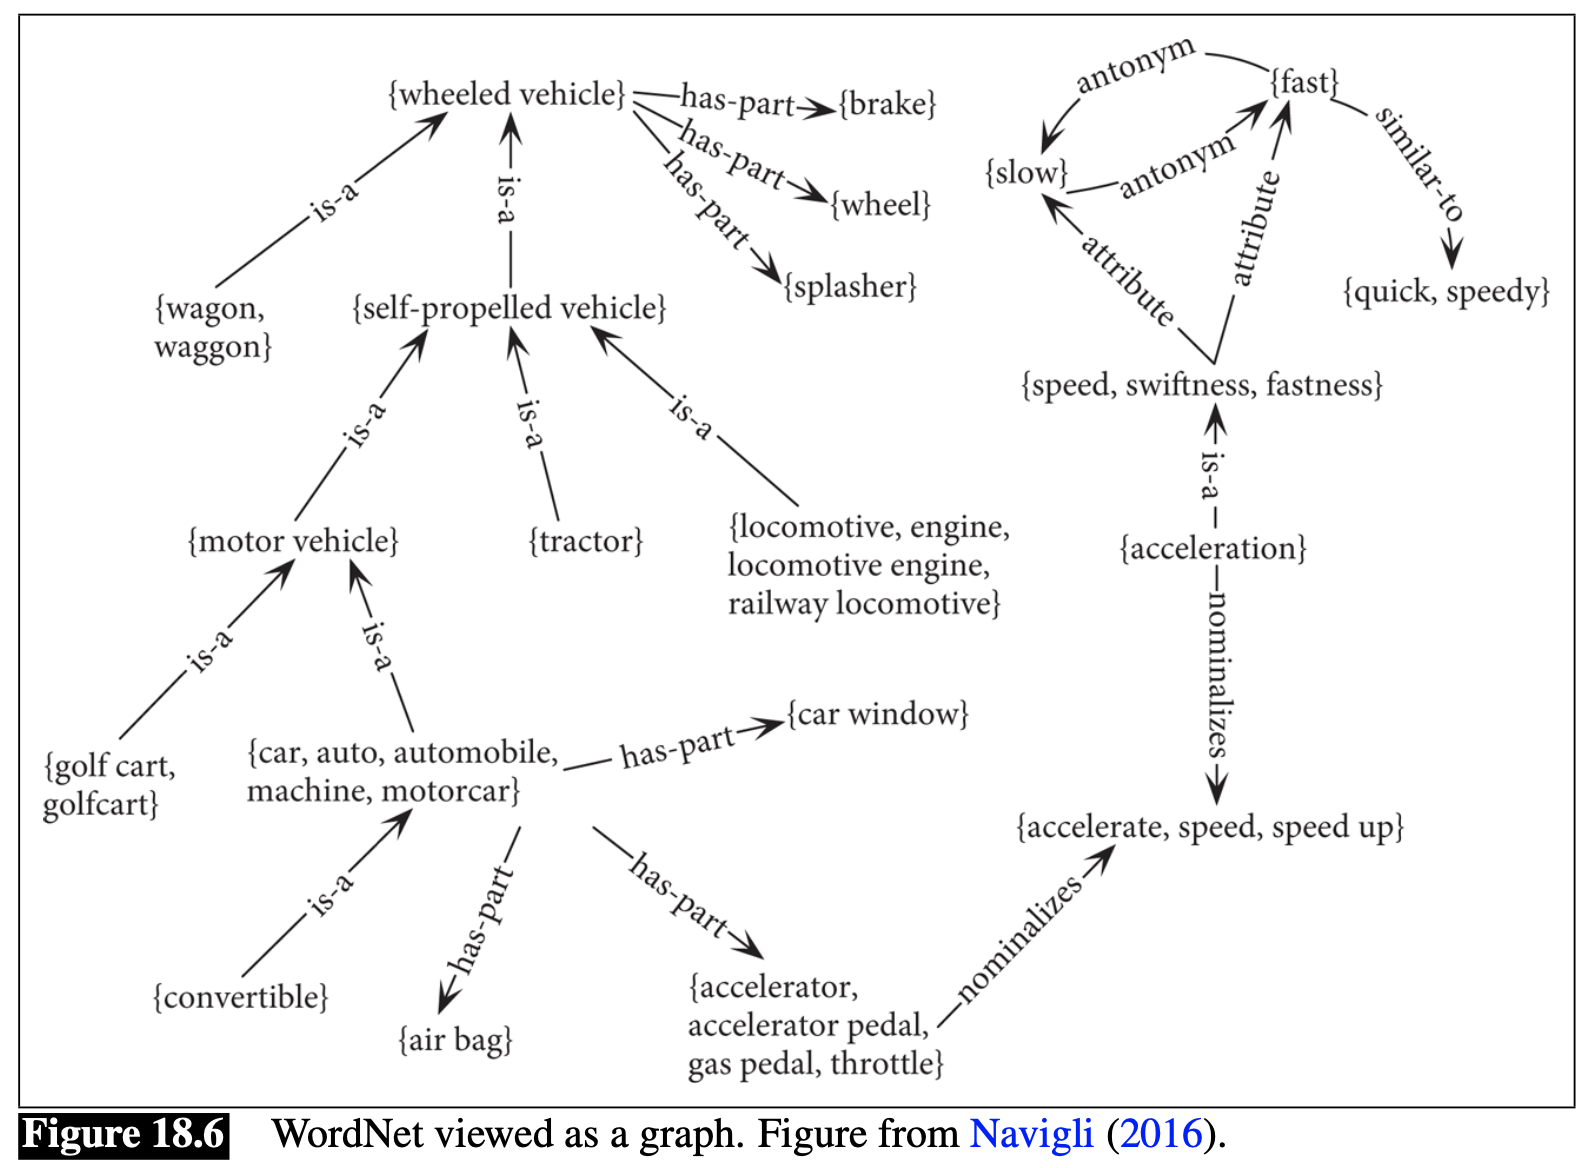 {wheeled vehicle}
has-part
{brake}
has-part
{wheel}
has-part
{splasher}
is-a
is-a
{wagon,
waggon}
{self-propelled vehicle}
is-a
is-a
is-a
{motor vehicle}
{tractor}
{locomotive, engine,
locomotive engine,
railway locomotive}
is-a
is-a
{golf cart,
golfcart}
{car, auto, automobile,
machine, motorcar}
has-part
{car window}
is-a
has-part
has-part
{convertible}
{air bag}
{accelerator,
accelerator pedal,
gas pedal, throttle}
nominalizes
antonym
{fast}
{slow}
antonym
similar-to
attribute
attribute
{quick, speedy}
{speed, swiftness, fastness}
is-a
{acceleration}
nominalizes
{accelerate, speed, speed up}
Figure 18.6 WordNet viewed as a graph. Figure from Navigli (2016).